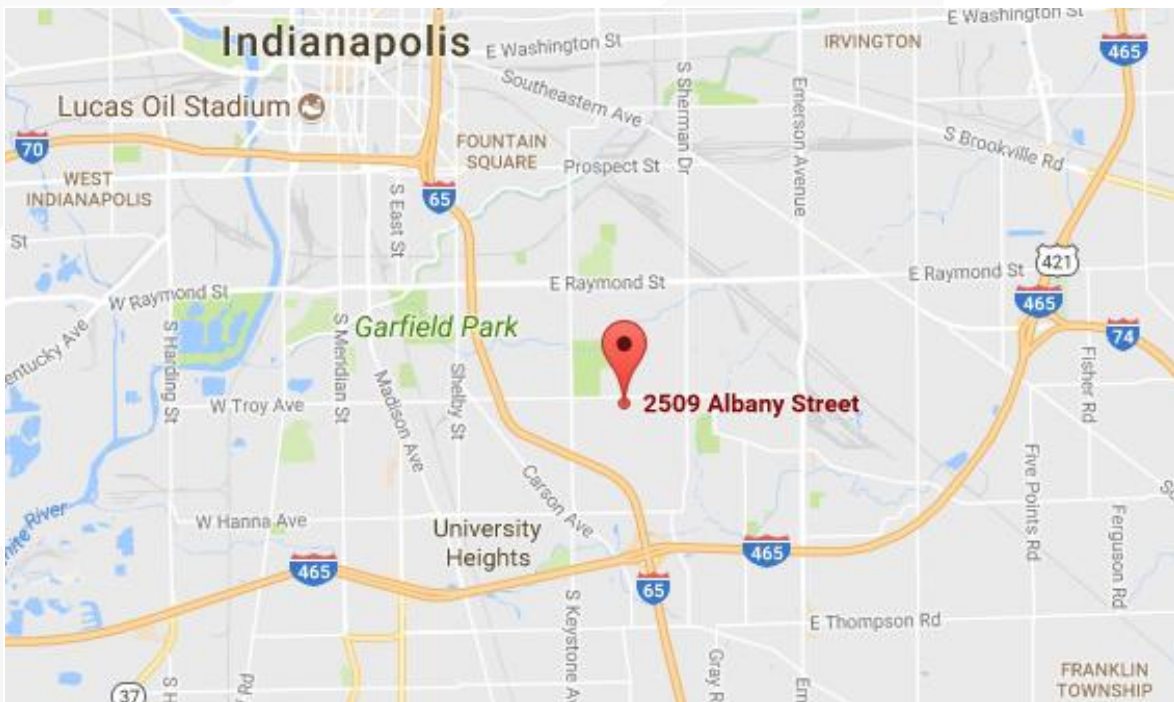 E Washington St
Indianapolis
E Washington St
IRVINGTON
465
Southeastern Ave
S Sherman Dr
Emerson Avenue
Lucas Oil Stadium
70
FOUNTAIN
SQUARE
Prospect St
S Brookville Rd
WEST
INDIANAPOLIS
65
S East St
St
E Raymond St
421
E Raymond St
W Raymond St
465
Garfield Park
74
S Harding St
S Meridian St
Madison Ave
Shelby St
Fisher Rd
W Troy Ave
2509 Albany Street
Carson Ave
Five Points Rd
Ferguson Rd
W Hanna Ave
University
Heights
River
465
465
65
S Keystone Av
E Thompson Rd
Gray R
Em
FRANKLIN
TOWNSHIP
37
S H
Rd